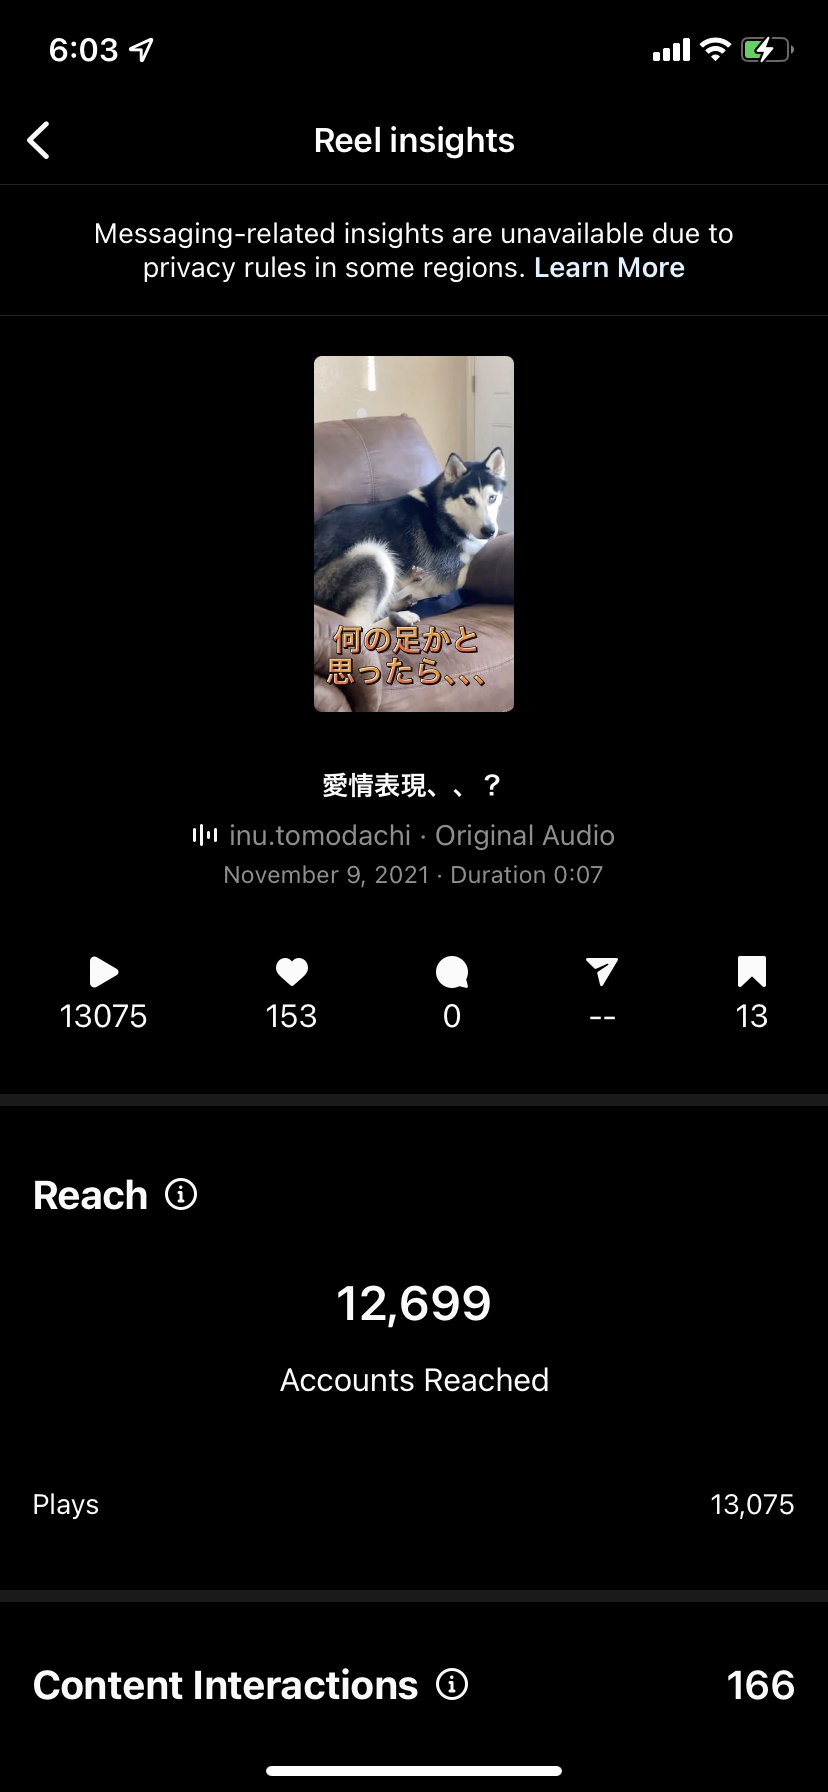 6:03
Reel insights
Messaging-related insights are unavailable due to
privacy rules in some regions. Learn More
何の足かと
思ったら、、、
愛情表現、、？
inu.tomodachi · Original Audio
November 9, 2021 · Duration 0:07
13075 153 0 -- 13
Reach
12,699
Accounts Reached
Plays 13,075
Content Interactions 166